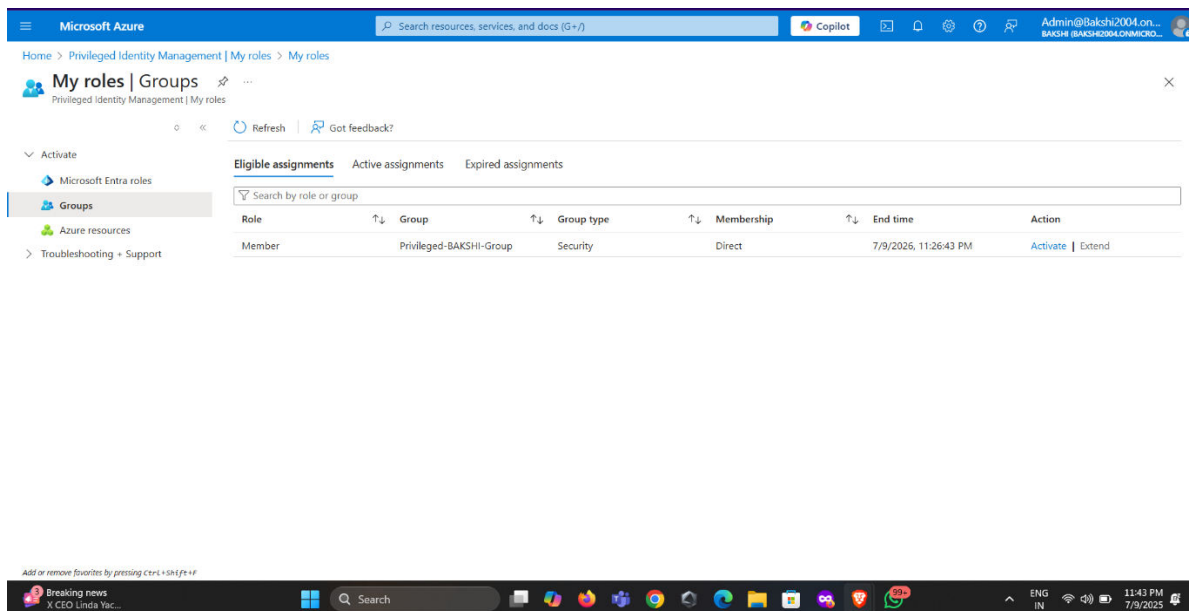 Microsoft Azure
Search resources, services, and docs (G+/)
Copilot
Admin@Bakshi2004.on...
BAKSHI (BAKSHI2004.ONMICRO...
Home > Privileged Identity Management | My roles > My roles
My roles | Groups
Privileged Identity Management | My roles
Refresh
Got feedback?
Activate
Microsoft Entra roles
Groups
Azure resources
Troubleshooting + Support
Eligible assignments Active assignments Expired assignments
Search by role or group
Role Group Group type Membership End time Action
Member Privileged-BAKSHI-Group Security Direct 7/9/2026, 11:26:43 PM Activate | Extend
Add or remove favorites by pressing Ctrl+Shift+F
3
Breaking news
X CEO Linda Yac...
Search
99+
ENG
IN
11:43 PM
7/9/2025